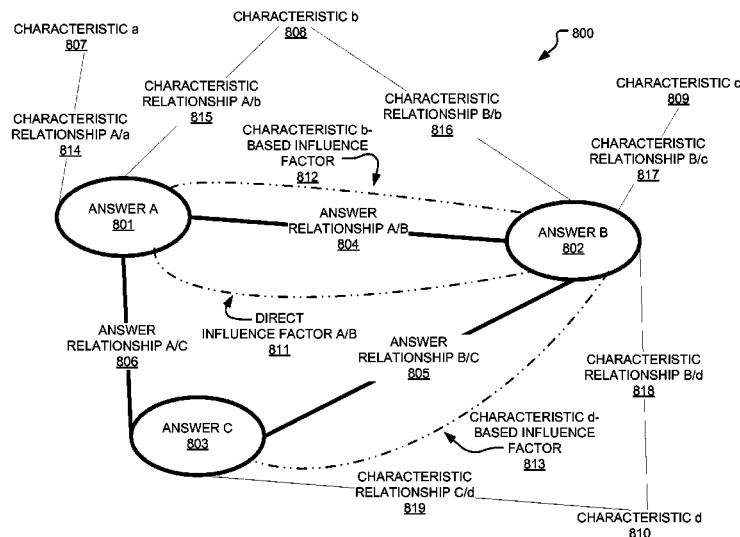 CHARACTERISTIC b
808
CHARACTERISTIC a
807
800
CHARACTERISTIC c
809
CHARACTERISTIC
RELATIONSHIP A/b
815
CHARACTERISTIC
RELATIONSHIP B/b
816
CHARACTERISTIC
RELATIONSHIP A/a
814
CHARACTERISTIC b-
BASED INFLUENCE
FACTOR
812
CHARACTERISTIC
RELATIONSHIP B/c
817
ANSWER A
801
ANSWER
RELATIONSHIP A/B
804
ANSWER B
802
DIRECT
INFLUENCE FACTOR A/B
811
ANSWER
RELATIONSHIP A/C
806
ANSWER
RELATIONSHIP B/C
805
CHARACTERISTIC
RELATIONSHIP B/d
818
ANSWER C
803
CHARACTERISTIC d-
BASED INFLUENCE
FACTOR
813
CHARACTERISTIC
RELATIONSHIP C/d
819
CHARACTERISTIC d
810